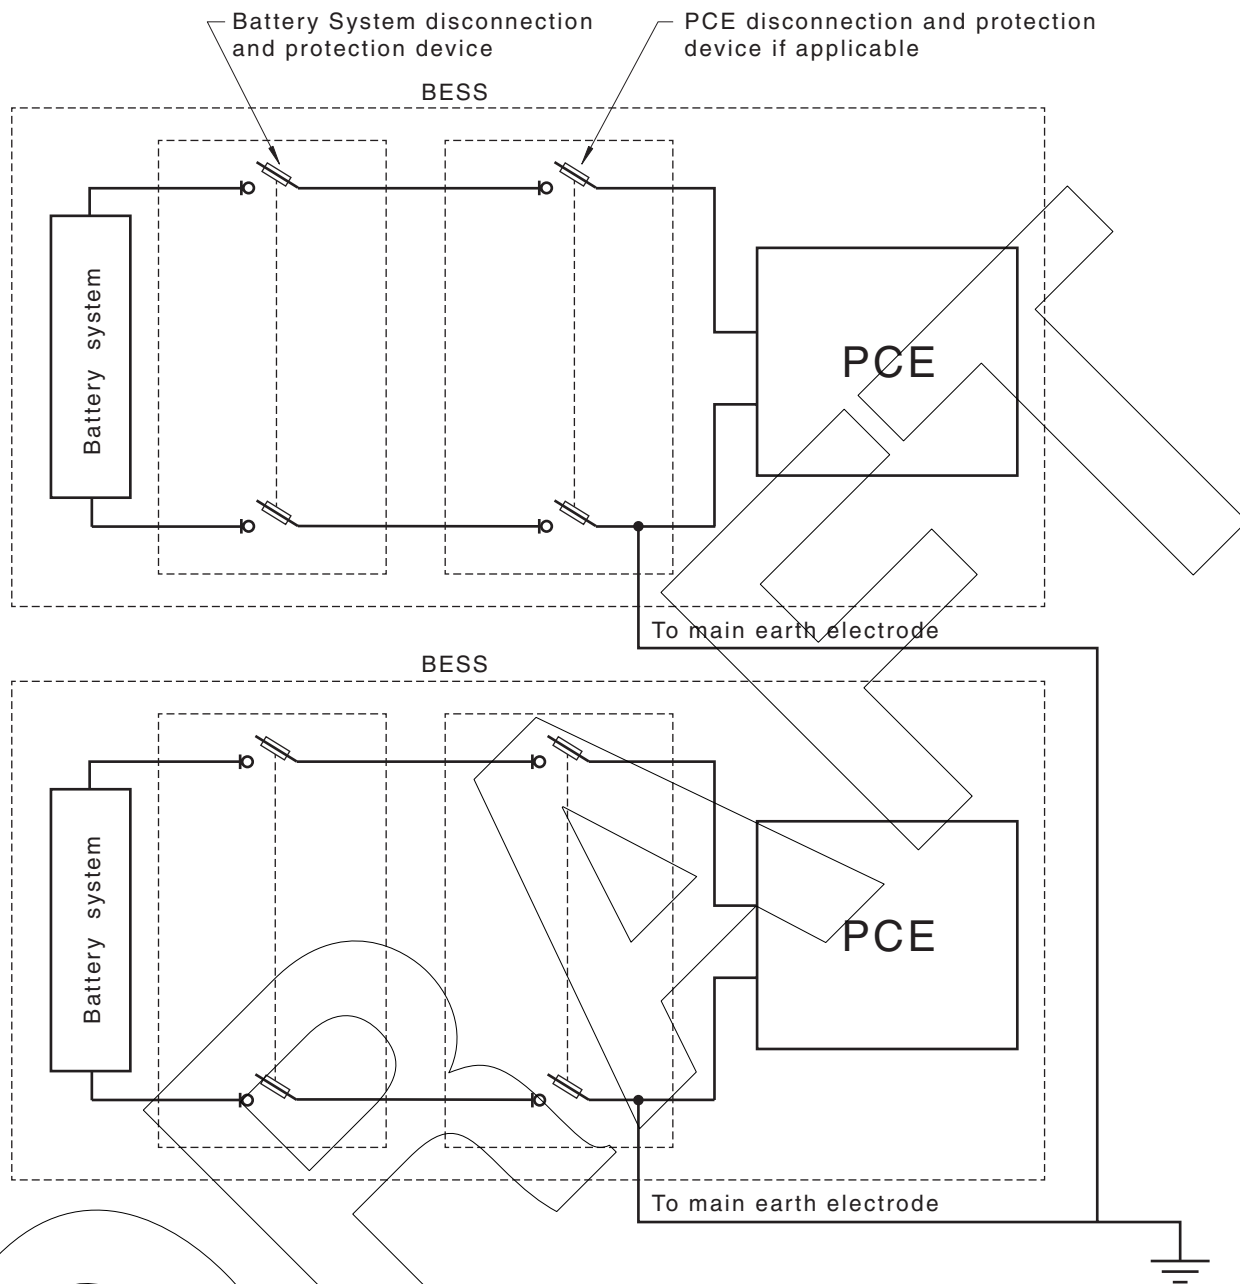 Battery System disconnection
and protection device
PCE disconnection and protection
device if applicable
BESS
Battery system
PCE
To main earth electrode
BESS
Battery system
PCE
To main earth electrode
DRAFT